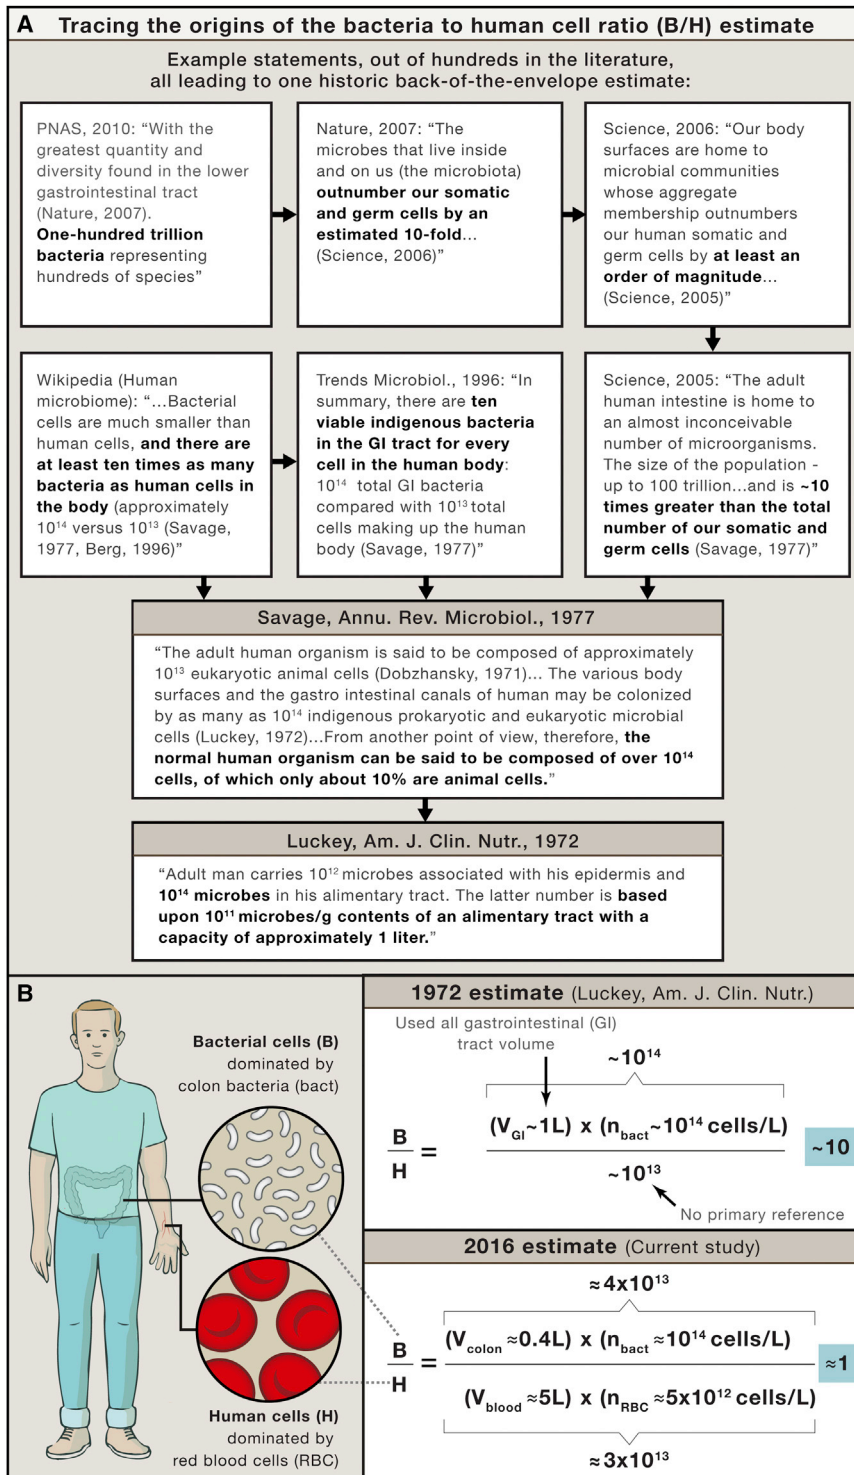 A Tracing the origins of the bacteria to human cell ratio (B/H) estimate
Example statements, out of hundreds in the literature,
all leading to one historic back-of-the-envelope estimate:
PNAS, 2010: “With the
greatest quantity and
diversity found in the lower
gastrointestinal tract
(Nature, 2007).
One-hundred trillion
bacteria representing
hundreds of species”
Nature, 2007: “The
microbes that live inside
and on us (the microbiota)
outnumber our somatic
and germ cells by an
estimated 10-fold…
(Science, 2006)”
Science, 2006: “Our body
surfaces are home to
microbial communities
whose aggregate
membership outnumbers
our human somatic and
germ cells by at least an
order of magnitude…
(Science, 2005)”
Wikipedia (Human
microbiome): “…Bacterial
cells are much smaller than
human cells, and there are
at least ten times as many
bacteria as human cells in
the body (approximately
10¹⁴ versus 10¹³ (Savage,
1977, Berg, 1996)”
Trends Microbiol., 1996: “In
summary, there are ten
viable indigenous bacteria
in the GI tract for every
cell in the human body:
10¹⁴ total GI bacteria
compared with 10¹³ total
cells making up the human
body (Savage, 1977)”
Science, 2005: “The adult
human intestine is home to
an almost inconceivable
number of microorganisms.
The size of the population -
up to 100 trillion…and is ~10
times greater than the total
number of our somatic and
germ cells (Savage, 1977)”
Savage, Annu. Rev. Microbiol., 1977
“The adult human organism is said to be composed of approximately
10¹³ eukaryotic animal cells (Dobzhansky, 1971)… The various body
surfaces and the gastro intestinal canals of human may be colonized
by as many as 10¹⁴ indigenous prokaryotic and eukaryotic microbial
cells (Luckey, 1972)…From another point of view, therefore, the
normal human organism can be said to be composed of over 10¹⁴
cells, of which only about 10% are animal cells.”
Luckey, Am. J. Clin. Nutr., 1972
“Adult man carries 10¹² microbes associated with his epidermis and
10¹⁴ microbes in his alimentary tract. The latter number is based
upon 10¹¹ microbes/g contents of an alimentary tract with a
capacity of approximately 1 liter.”
B
Bacterial cells (B)
dominated by
colon bacteria (bact)
Human cells (H)
dominated by
red blood cells (RBC)
1972 estimate (Luckey, Am. J. Clin. Nutr.)
Used all gastrointestinal (GI)
tract volume
~10¹⁴
(V_GI~1L) x (n_bact~10¹⁴ cells/L)
B/H =
~10
~10¹³
No primary reference
2016 estimate (Current study)
≈4x10¹³
(V_colon ≈0.4L) x (n_bact ≈10¹⁴ cells/L)
B/H =
≈1
(V_blood ≈5L) x (n_RBC ≈5x10¹² cells/L)
≈3x10¹³